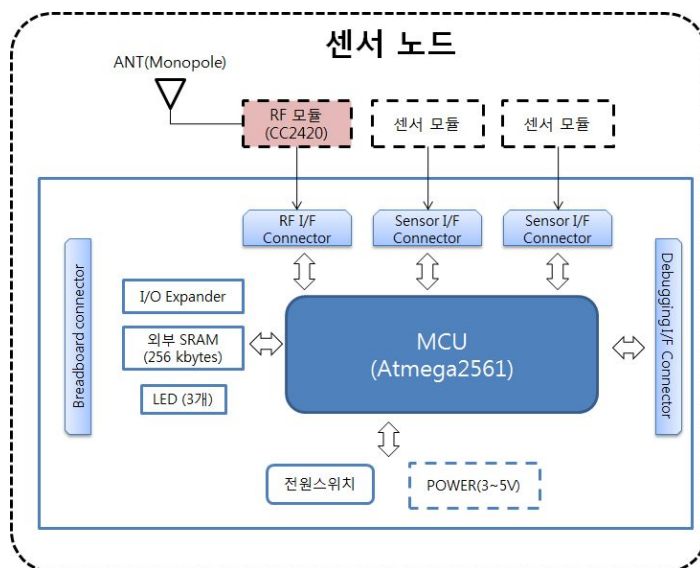 센서 노드
ANT(Monopole)
RF 모듈
(CC2420)
센서 모듈
센서 모듈
RF I/F
Connector
Sensor I/F
Connector
Sensor I/F
Connector
Breadboard connector
I/O Expander
외부 SRAM
(256 kbytes)
LED (3개)
MCU
(Atmega2561)
Debugging I/F Connector
전원스위치
POWER(3~5V)